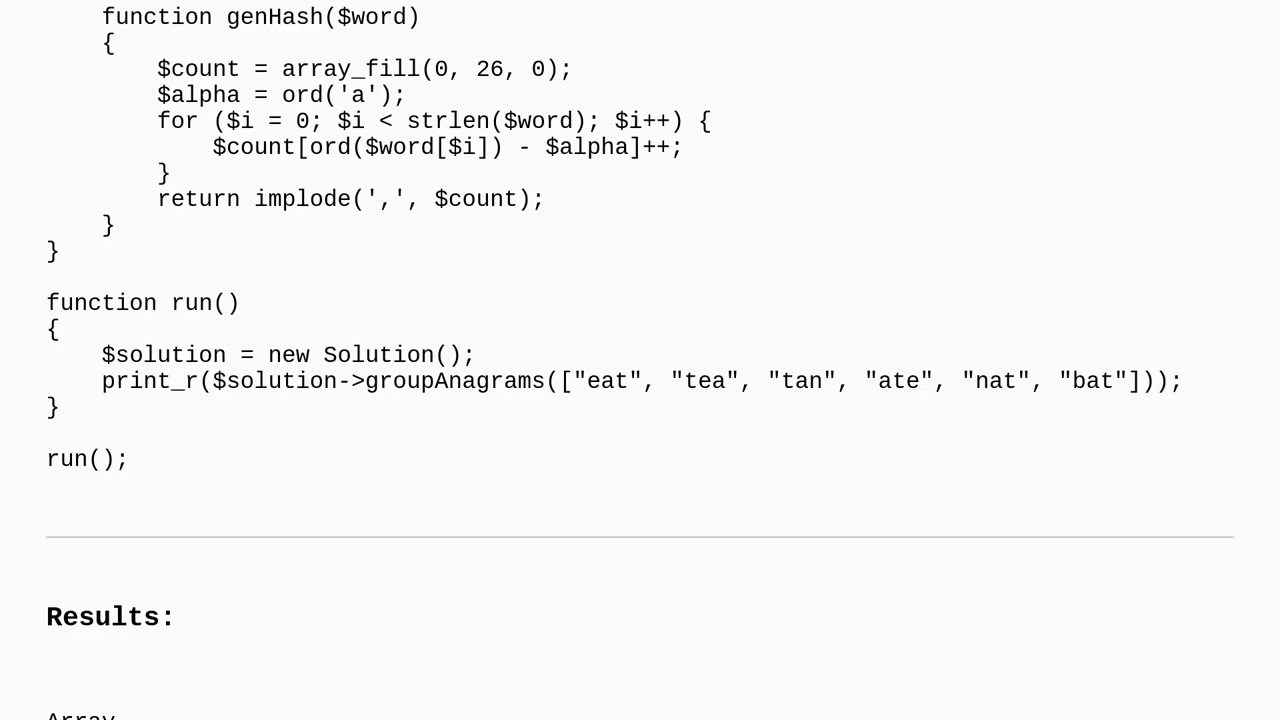 function genHash($word)
{
$count = array_fill(0, 26, 0);
$alpha = ord('a');
for ($i = 0; $i < strlen($word); $i++) {
$count[ord($word[$i]) - $alpha]++;
}
return implode(',', $count);
}
}
function run()
{
$solution = new Solution();
print_r($solution->groupAnagrams(["eat", "tea", "tan", "ate", "nat", "bat"]));
}
run();
Results:
Array